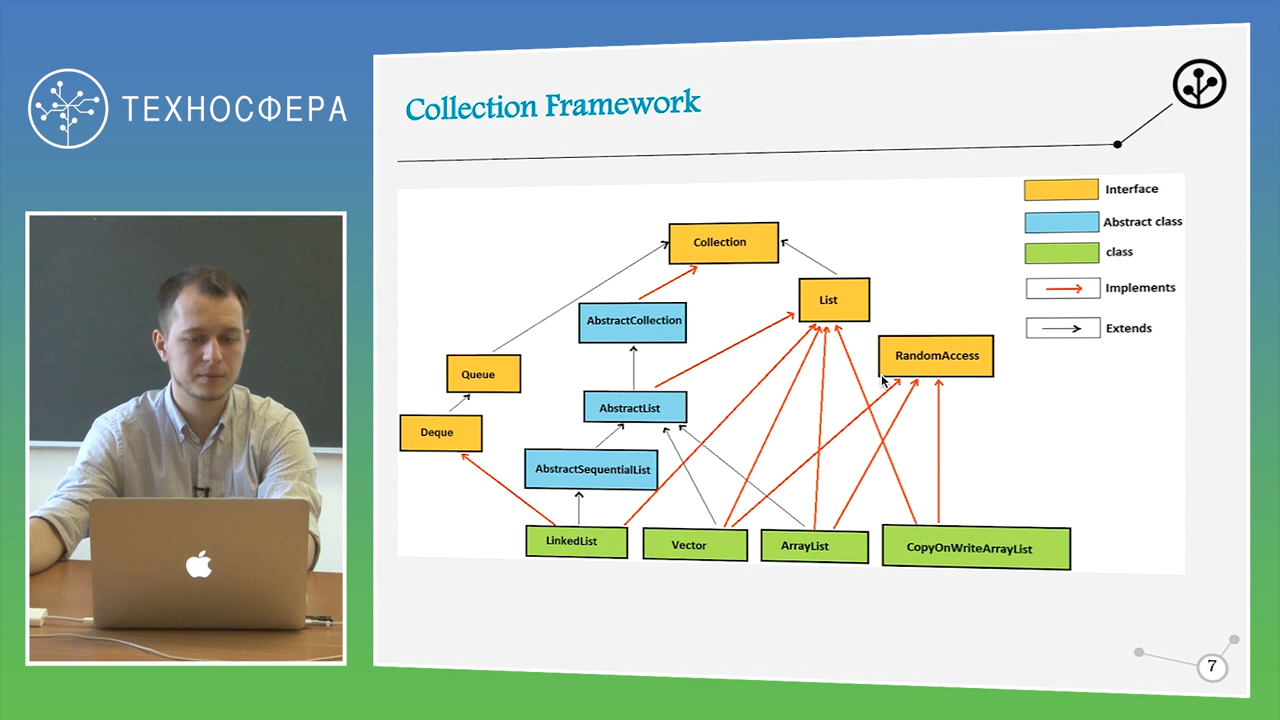 ТЕХНОСФЕРА
Collection Framework
Interface
Abstract class
class
Implements
Extends
Collection
List
AbstractCollection
RandomAccess
Queue
AbstractList
Deque
AbstractSequentialList
LinkedList
Vector
ArrayList
CopyOnWriteArrayList
7